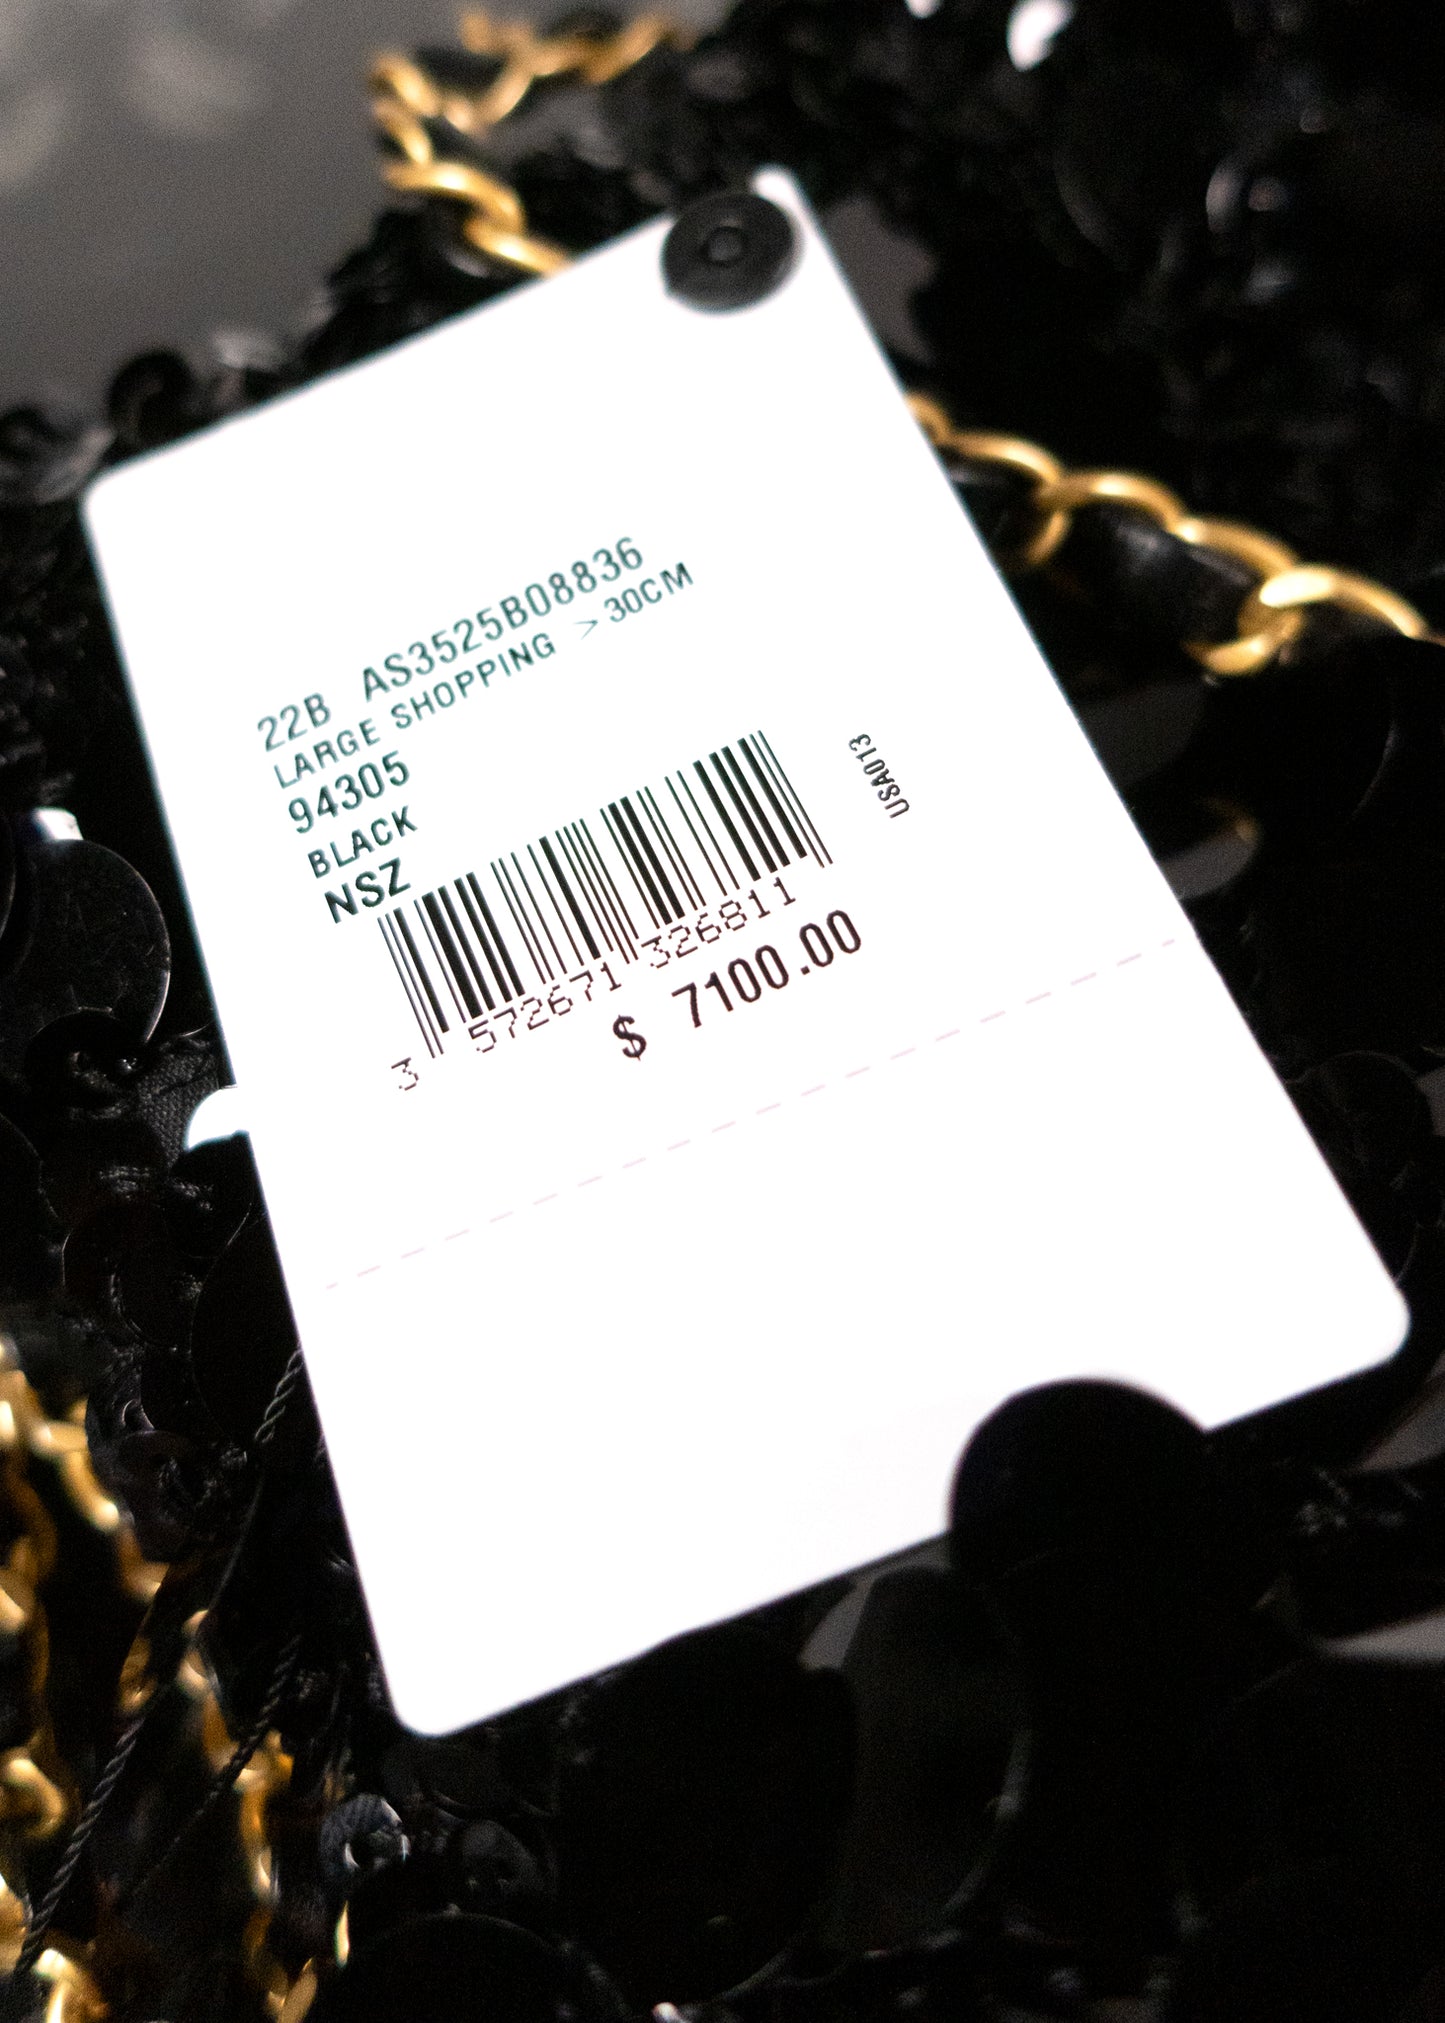 22B AS3525B08836
LARGE SHOPPING >30CM
94305
BLACK
NSZ
USA013
3 572671 326811
$ 7100.00